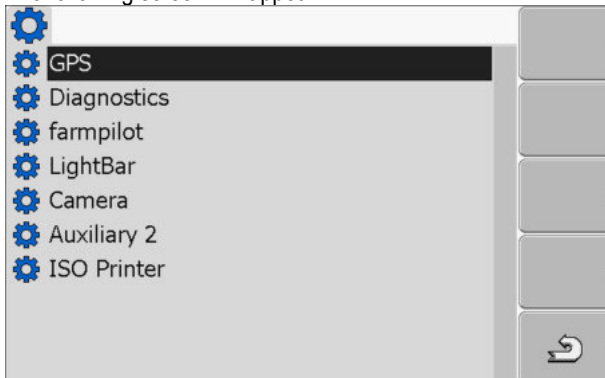 GPS
Diagnostics
farmpilot
LightBar
Camera
Auxiliary 2
ISO Printer